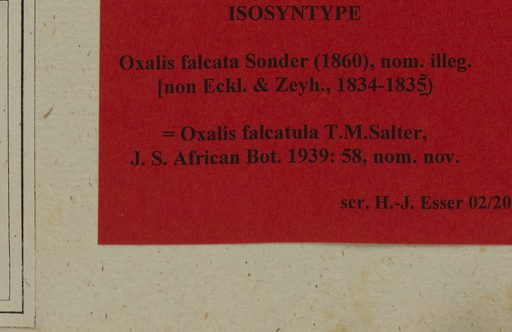 ISOSYNTYPE
Oxalis falcata Sonder (1860), nom. illeg.
[non Eckl. & Zeyh., 1834-1835)
= Oxalis falcatula T.M.Salter,
J. S. African Bot. 1939: 58, nom. nov.
scr. H.-J. Esser 02/20